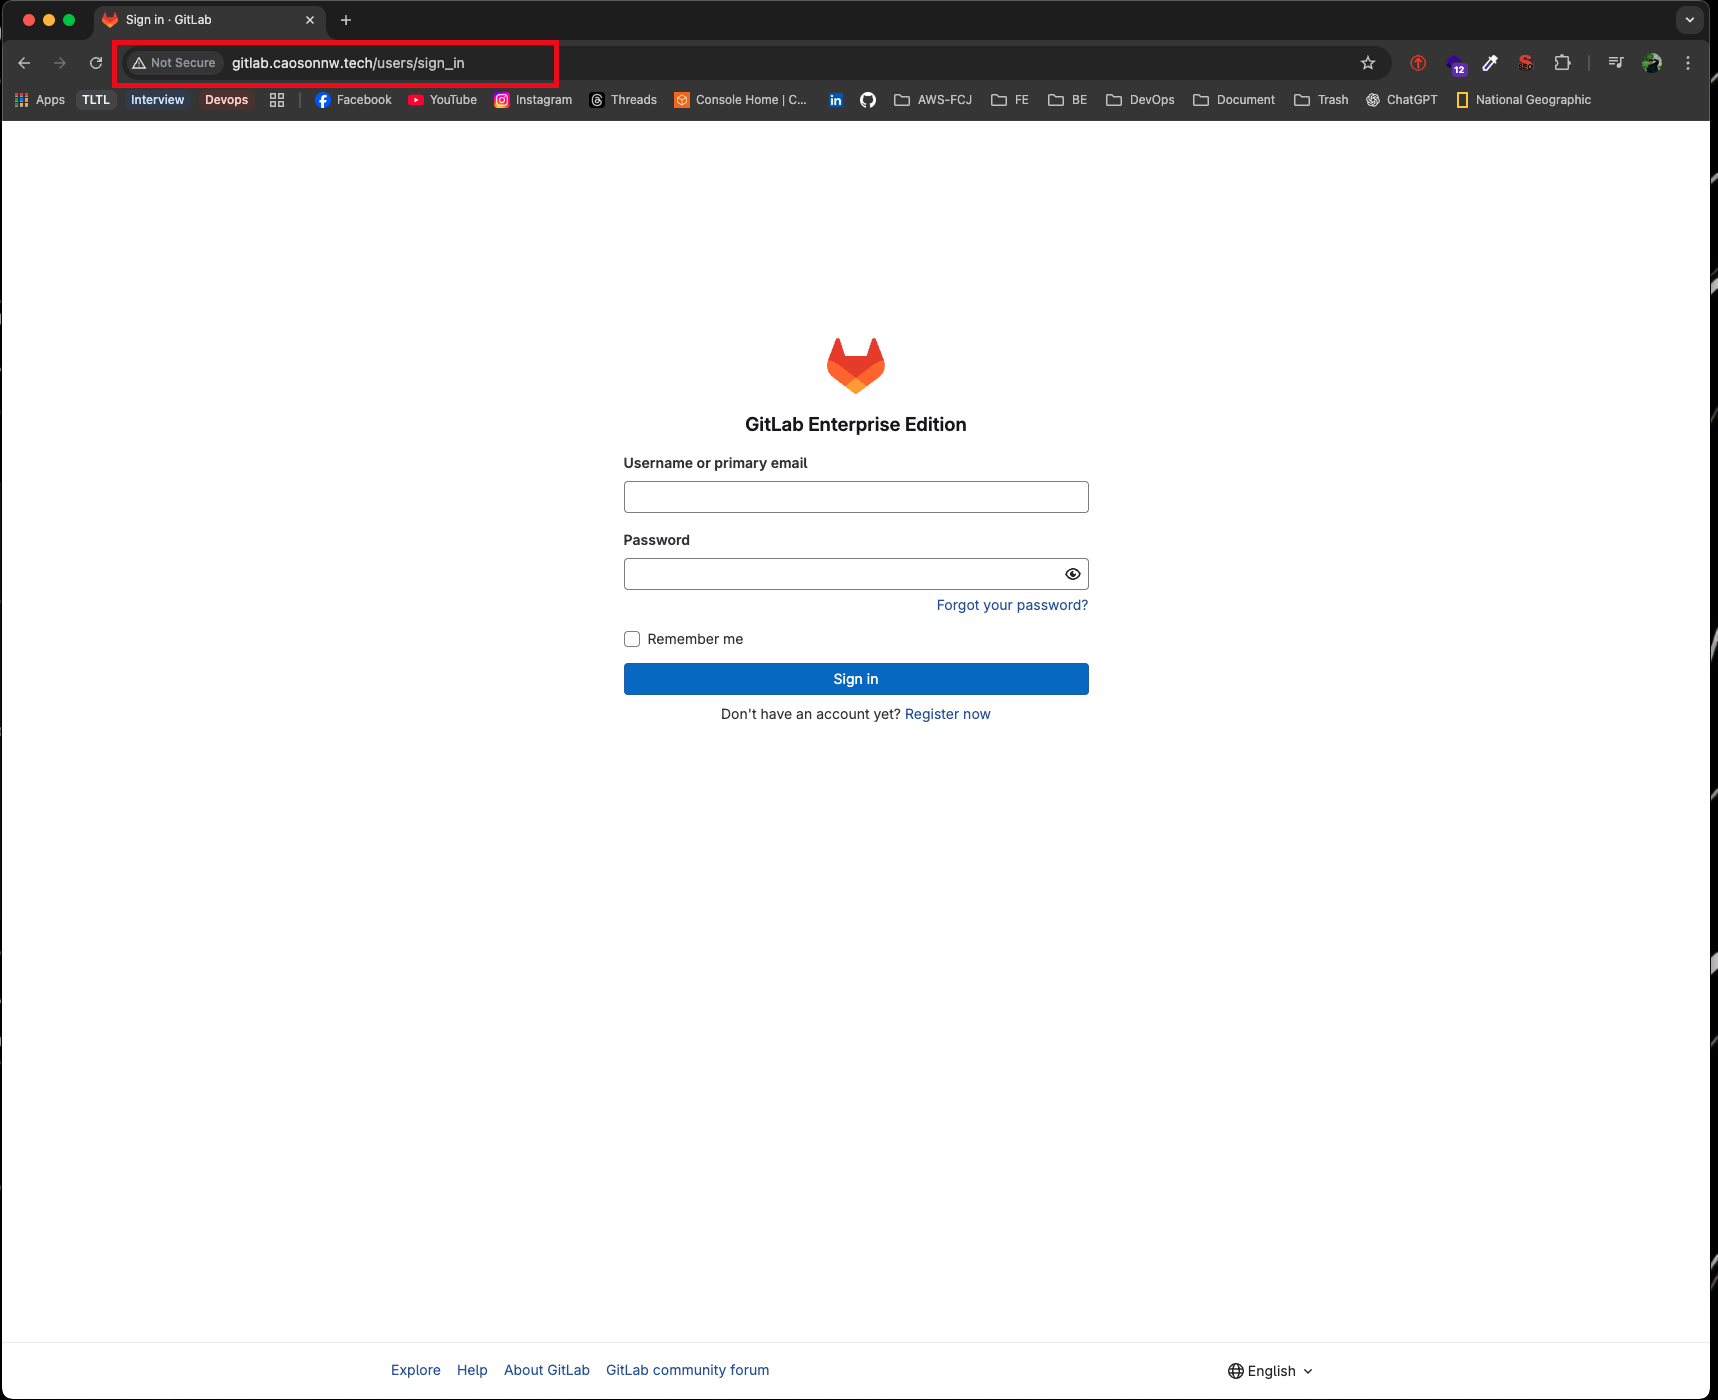 Sign in · GitLab
Not Secure gitlab.caosonnw.tech/users/sign_in
12
SEO
Apps TLTL Interview Devops Facebook YouTube Instagram Threads Console Home | C... in AWS-FCJ FE BE DevOps Document Trash ChatGPT National Geographic
GitLab Enterprise Edition
Username or primary email
Password
Forgot your password?
Remember me
Sign in
Don't have an account yet? Register now
Explore Help About GitLab GitLab community forum English